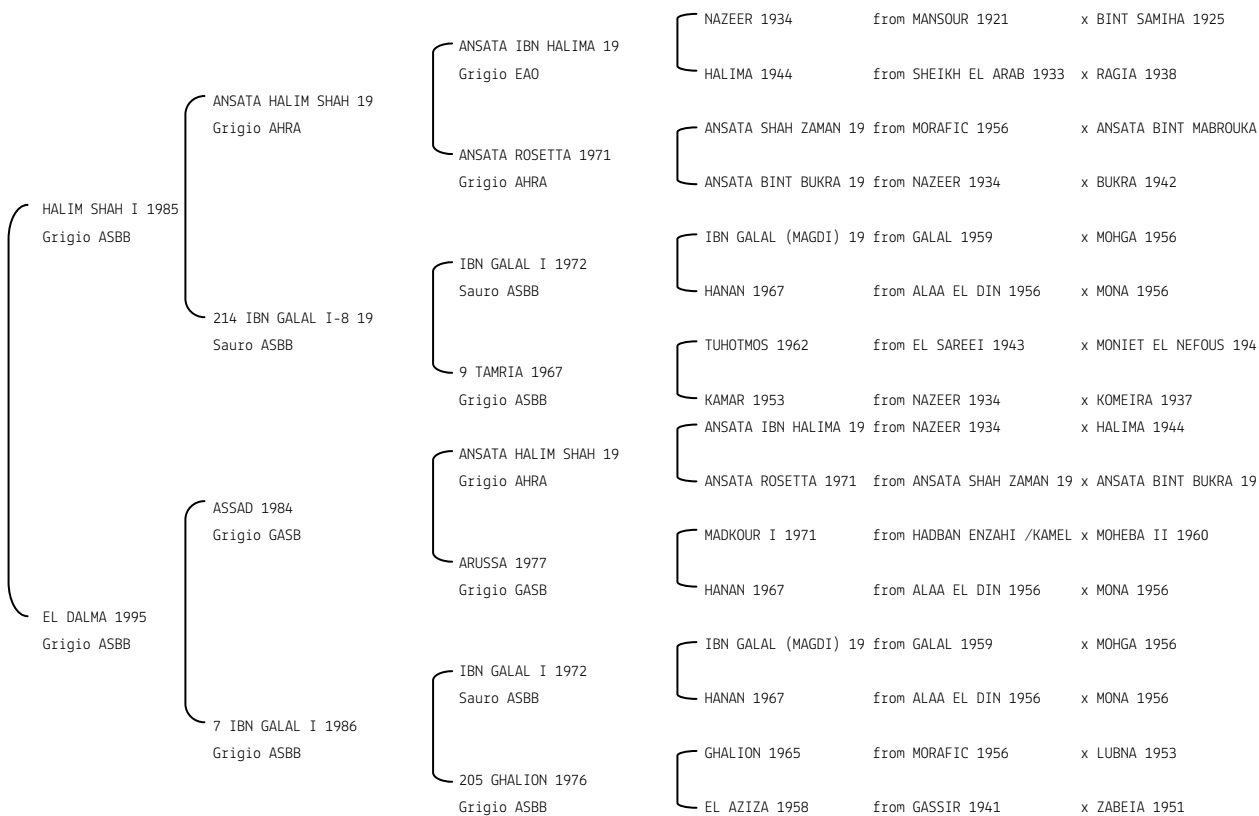 NAZEER 1934 from MANSOUR 1921 x BINT SAMIHA 1925
ANSATA IBN HALIMA 19
Grigio EAO
HALIMA 1944 from SHEIKH EL ARAB 1933 x RAGIA 1938
ANSATA HALIM SHAH 19
Grigio AHRA
ANSATA SHAH ZAMAN 19 from MORAFIC 1956 x ANSATA BINT MABROUKA
ANSATA ROSETTA 1971
Grigio AHRA
ANSATA BINT BUKRA 19 from NAZEER 1934 x BUKRA 1942
HALIM SHAH I 1985
Grigio ASBB
IBN GALAL (MAGDI) 19 from GALAL 1959 x MOHGA 1956
IBN GALAL I 1972
Sauro ASBB
HANAN 1967 from ALAA EL DIN 1956 x MONA 1956
214 IBN GALAL I-8 19
Sauro ASBB
TUHOTMOS 1962 from EL SAREEI 1943 x MONIET EL NEFOUS 194
9 TAMRIA 1967
Grigio ASBB
KAMAR 1953 from NAZEER 1934 x KOMEIRA 1937
ANSATA IBN HALIMA 19 from NAZEER 1934 x HALIMA 1944
ANSATA HALIM SHAH 19
Grigio AHRA
ANSATA ROSETTA 1971 from ANSATA SHAH ZAMAN 19 x ANSATA BINT BUKRA 19
ASSAD 1984
Grigio GASB
MADKOUR I 1971 from HADBAN ENZAHI /KAMEL x MOHEBA II 1960
ARUSSA 1977
Grigio GASB
HANAN 1967 from ALAA EL DIN 1956 x MONA 1956
EL DALMA 1995
Grigio ASBB
IBN GALAL (MAGDI) 19 from GALAL 1959 x MOHGA 1956
IBN GALAL I 1972
Sauro ASBB
HANAN 1967 from ALAA EL DIN 1956 x MONA 1956
7 IBN GALAL I 1986
Grigio ASBB
GHALION 1965 from MORAFIC 1956 x LUBNA 1953
205 GHALION 1976
Grigio ASBB
EL AZIZA 1958 from GASSIR 1941 x ZABEIA 1951